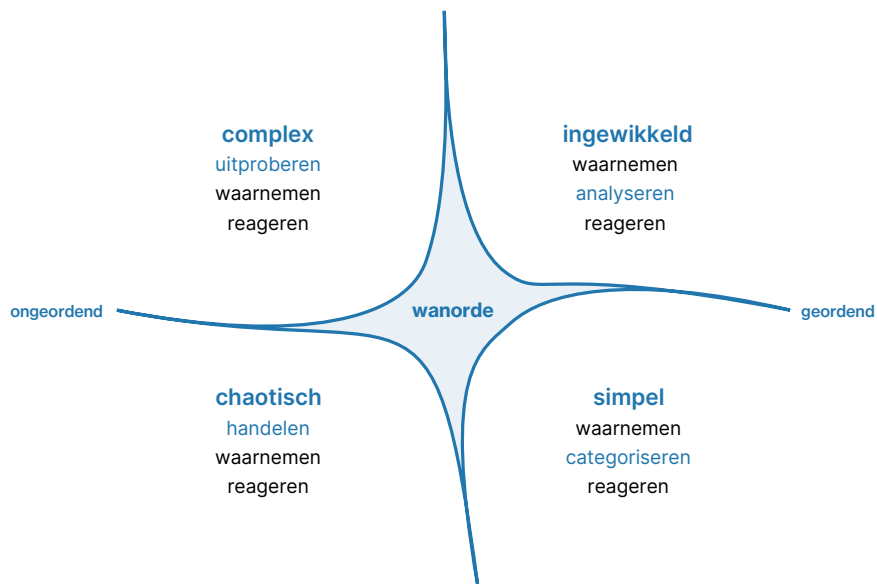 complex
uitproberen
waarnemen
reageren
ingewikkeld
waarnemen
analyseren
reageren
ongeordend
wanorde
geordend
chaotisch
handelen
waarnemen
reageren
simpel
waarnemen
categoriseren
reageren